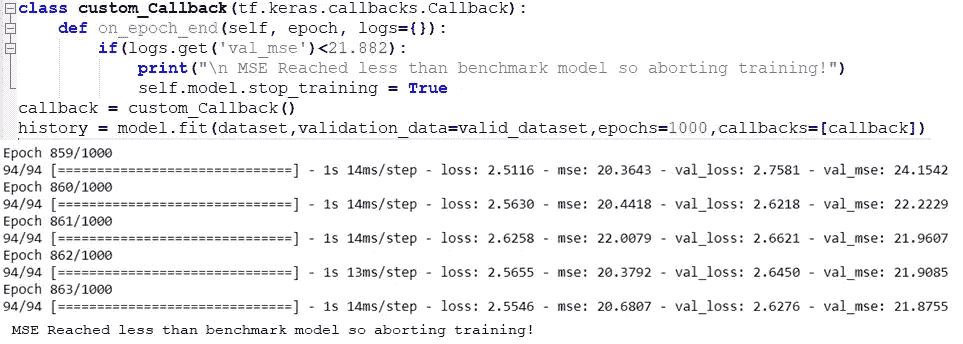 class custom_Callback(tf.keras.callbacks.Callback):
    def on_epoch_end(self, epoch, logs={}):
        if(logs.get('val_mse')<21.882):
            print("\n MSE Reached less than benchmark model so aborting training!")
            self.model.stop_training = True
callback = custom_Callback()
history = model.fit(dataset,validation_data=valid_dataset,epochs=1000,callbacks=[callback])
Epoch 859/1000
94/94 [==============================] - 1s 14ms/step - loss: 2.5116 - mse: 20.3643 - val_loss: 2.7581 - val_mse: 24.1542
Epoch 860/1000
94/94 [==============================] - 1s 14ms/step - loss: 2.5630 - mse: 20.4418 - val_loss: 2.6218 - val_mse: 22.2229
Epoch 861/1000
94/94 [==============================] - 1s 14ms/step - loss: 2.6258 - mse: 22.0079 - val_loss: 2.6621 - val_mse: 21.9607
Epoch 862/1000
94/94 [==============================] - 1s 13ms/step - loss: 2.5655 - mse: 20.3792 - val_loss: 2.6450 - val_mse: 21.9085
Epoch 863/1000
94/94 [==============================] - 1s 14ms/step - loss: 2.5546 - mse: 20.6807 - val_loss: 2.6276 - val_mse: 21.8755
 MSE Reached less than benchmark model so aborting training!